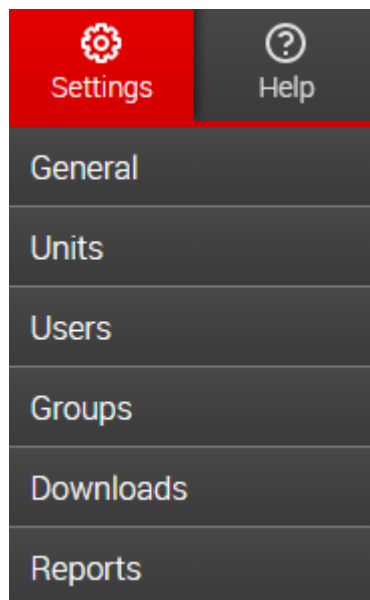 Settings Help
General
Units
Users
Groups
Downloads
Reports